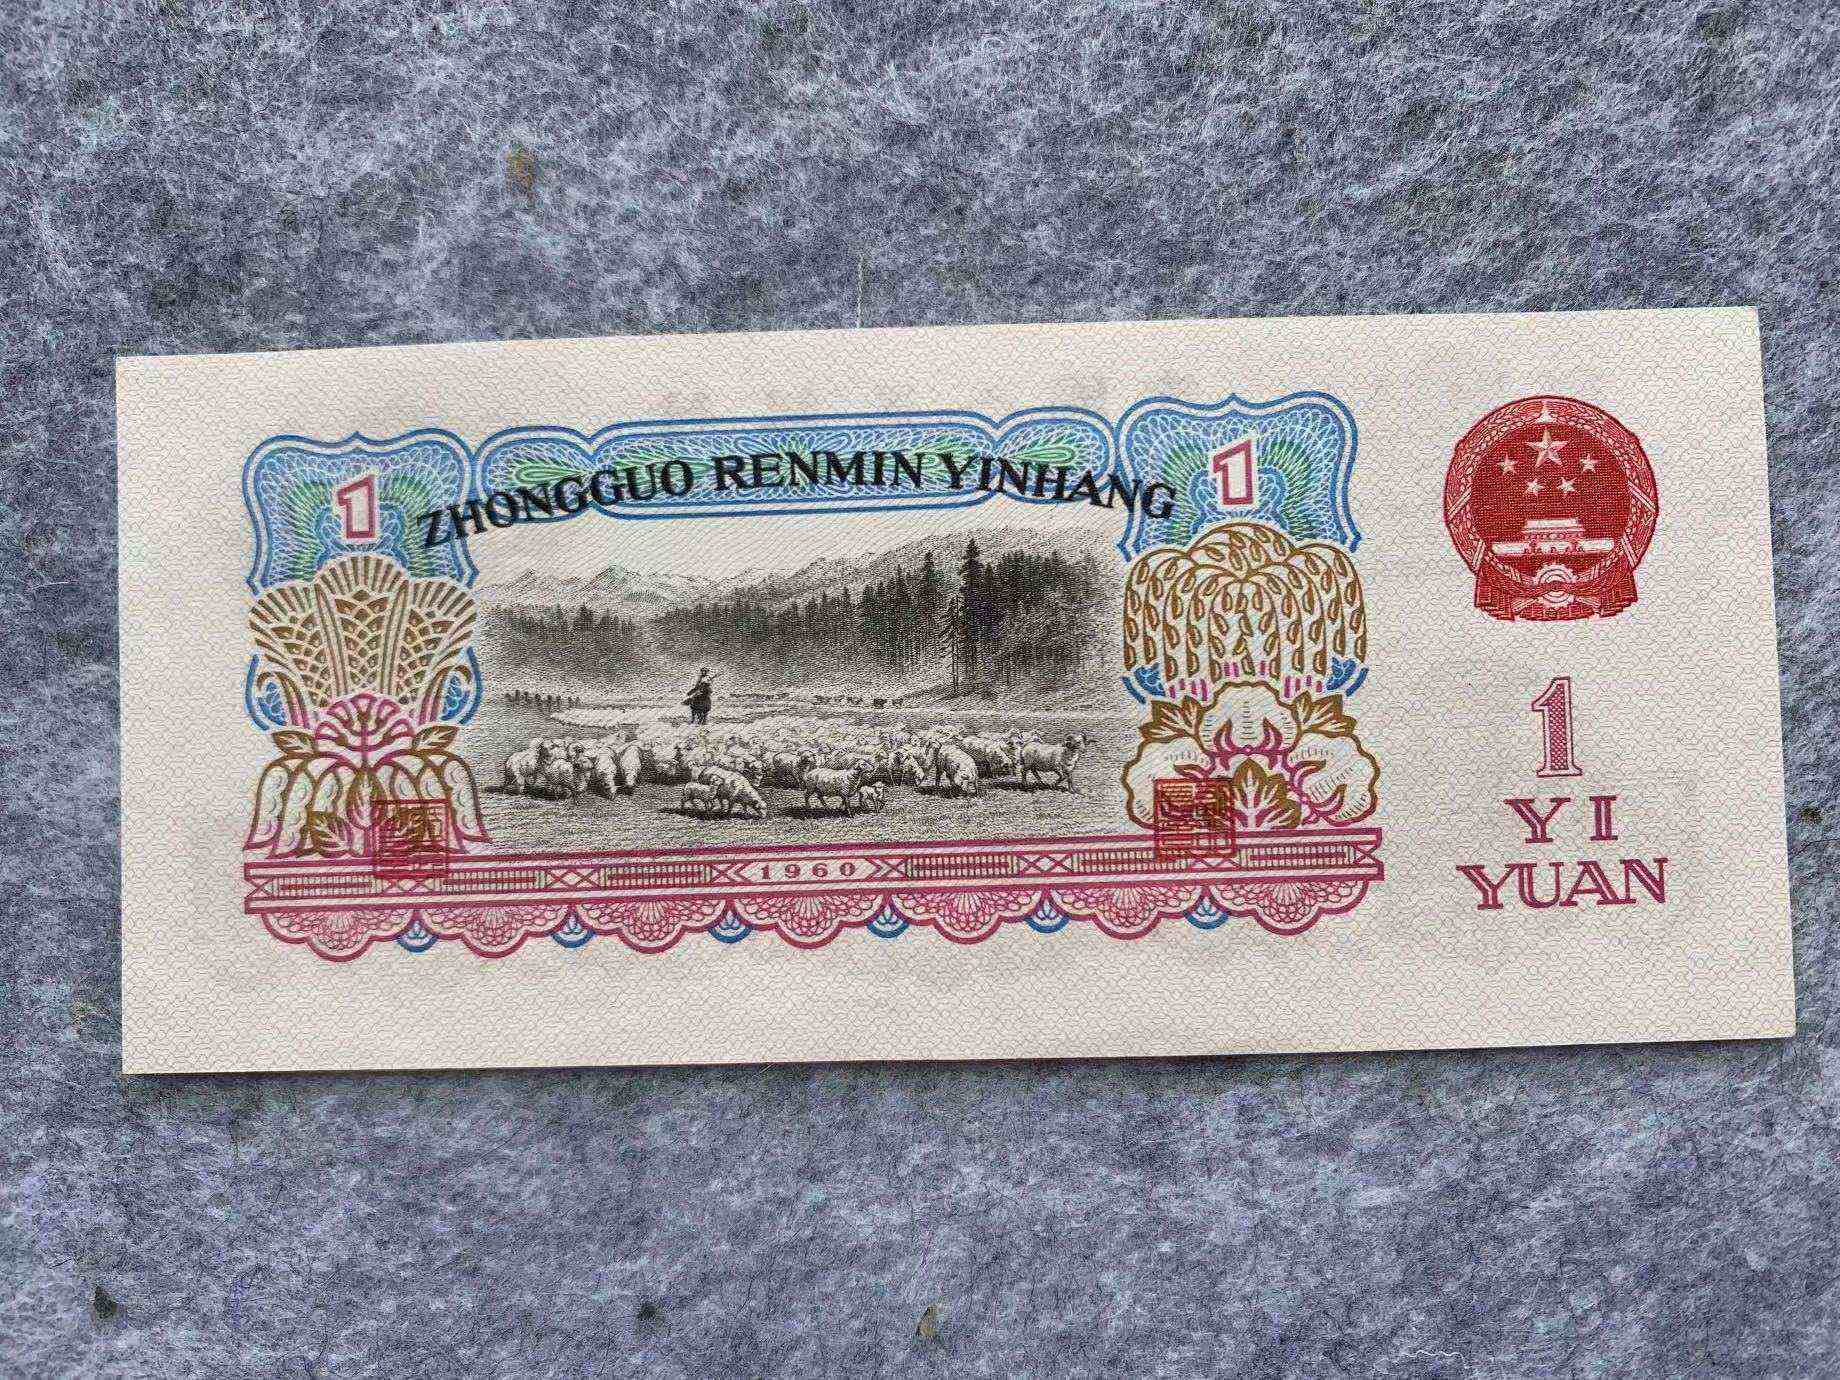 ZHONGGUO RENMIN YINHANG
1
1
1
YI
YUAN
1960